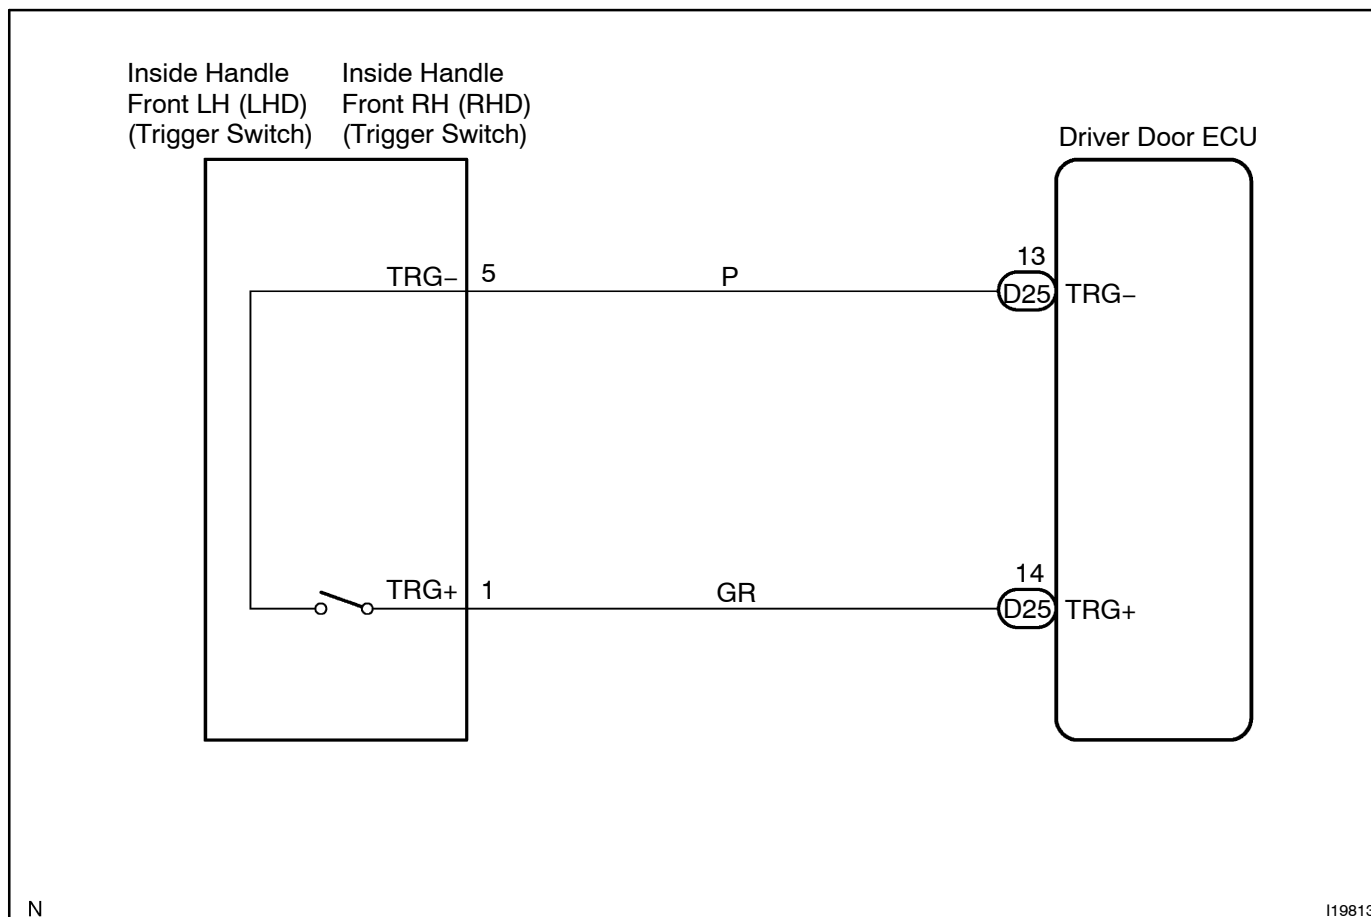 Inside Handle
Front LH (LHD)
(Trigger Switch)
Inside Handle
Front RH (RHD)
(Trigger Switch)
Driver Door ECU
TRG−
5
P
13
D25
TRG−
TRG+
1
GR
14
D25
TRG+
N
I19813